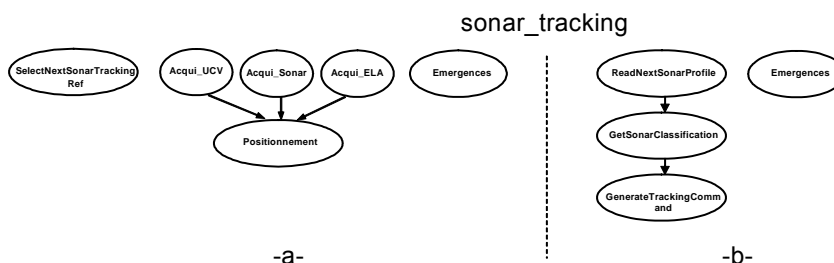 sonar_tracking
SelectNextSonarTracking
Ref
Acqui_UCV
Acqui_Sonar
Acqui_ELA
Emergences
Positionnement
ReadNextSonarProfile
Emergences
GetSonarClassification
GenerateTrackingComm
and
-a-
-b-